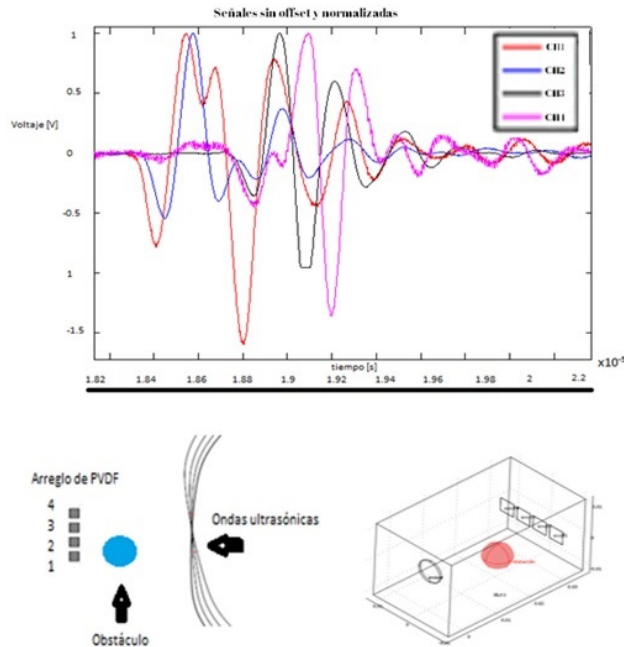 Señales sin offset y normalizadas
CH1
CH2
CH3
CH4
Voltaje [V]
1
0.5
0
-0.5
1
-1.5
tiempo [s]
x10-5
1.82 1.84 1.86 1.88 1.9 1.92 1.94 1.96 1.98 2 2.2
Arreglo de PVDF
4
3
2
1
Ondas ultrasónicas
Obstáculo